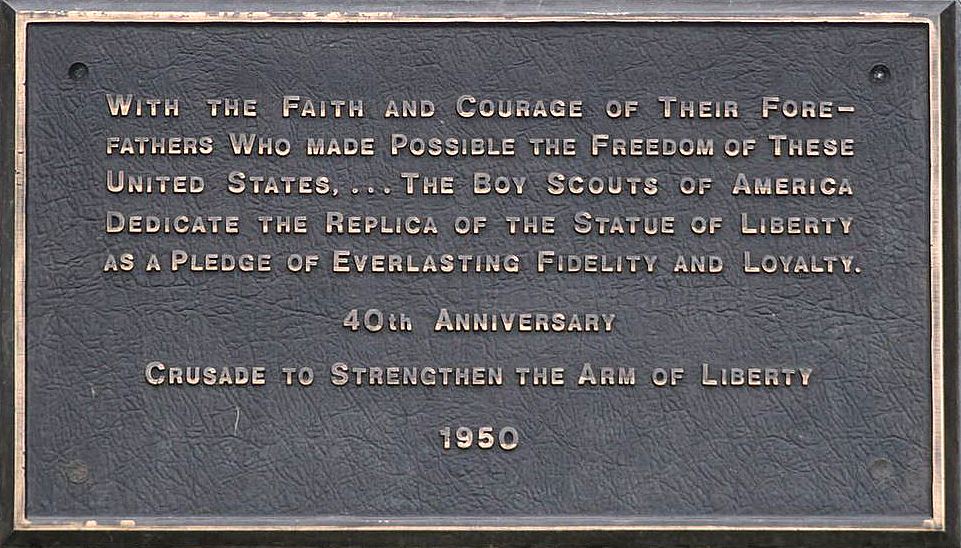 With the Faith and Courage of Their Fore-
fathers Who made Possible the Freedom of These
United States, ... The Boy Scouts of America
Dedicate the Replica of the Statue of Liberty
as a Pledge of Everlasting Fidelity and Loyalty.
40th Anniversary
Crusade to Strengthen the Arm of Liberty
1950